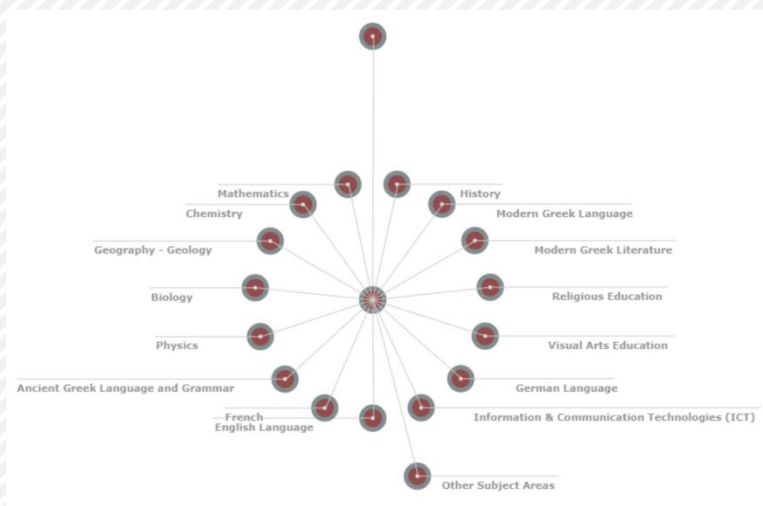 Mathematics
History
Chemistry
Modern Greek Language
Geography - Geology
Modern Greek Literature
Biology
Religious Education
Physics
Visual Arts Education
Ancient Greek Language and Grammar
German Language
French
Information & Communication Technologies (ICT)
English Language
Other Subject Areas